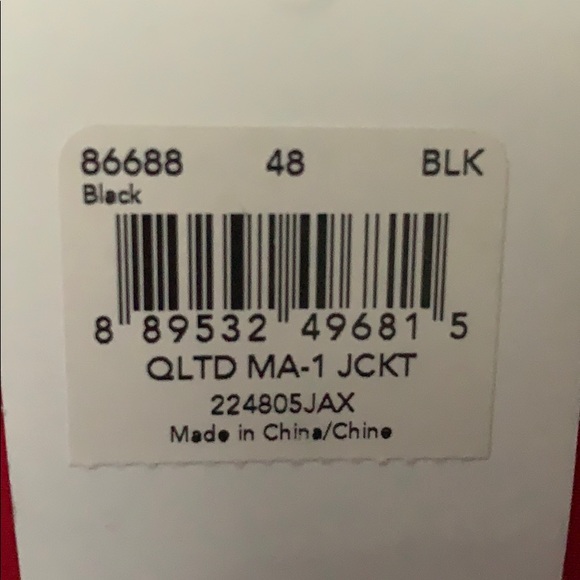 86688 48 BLK
Black
8 89532 49681 5
QLTD MA-1 JCKT
224805JAX
Made in China/Chine